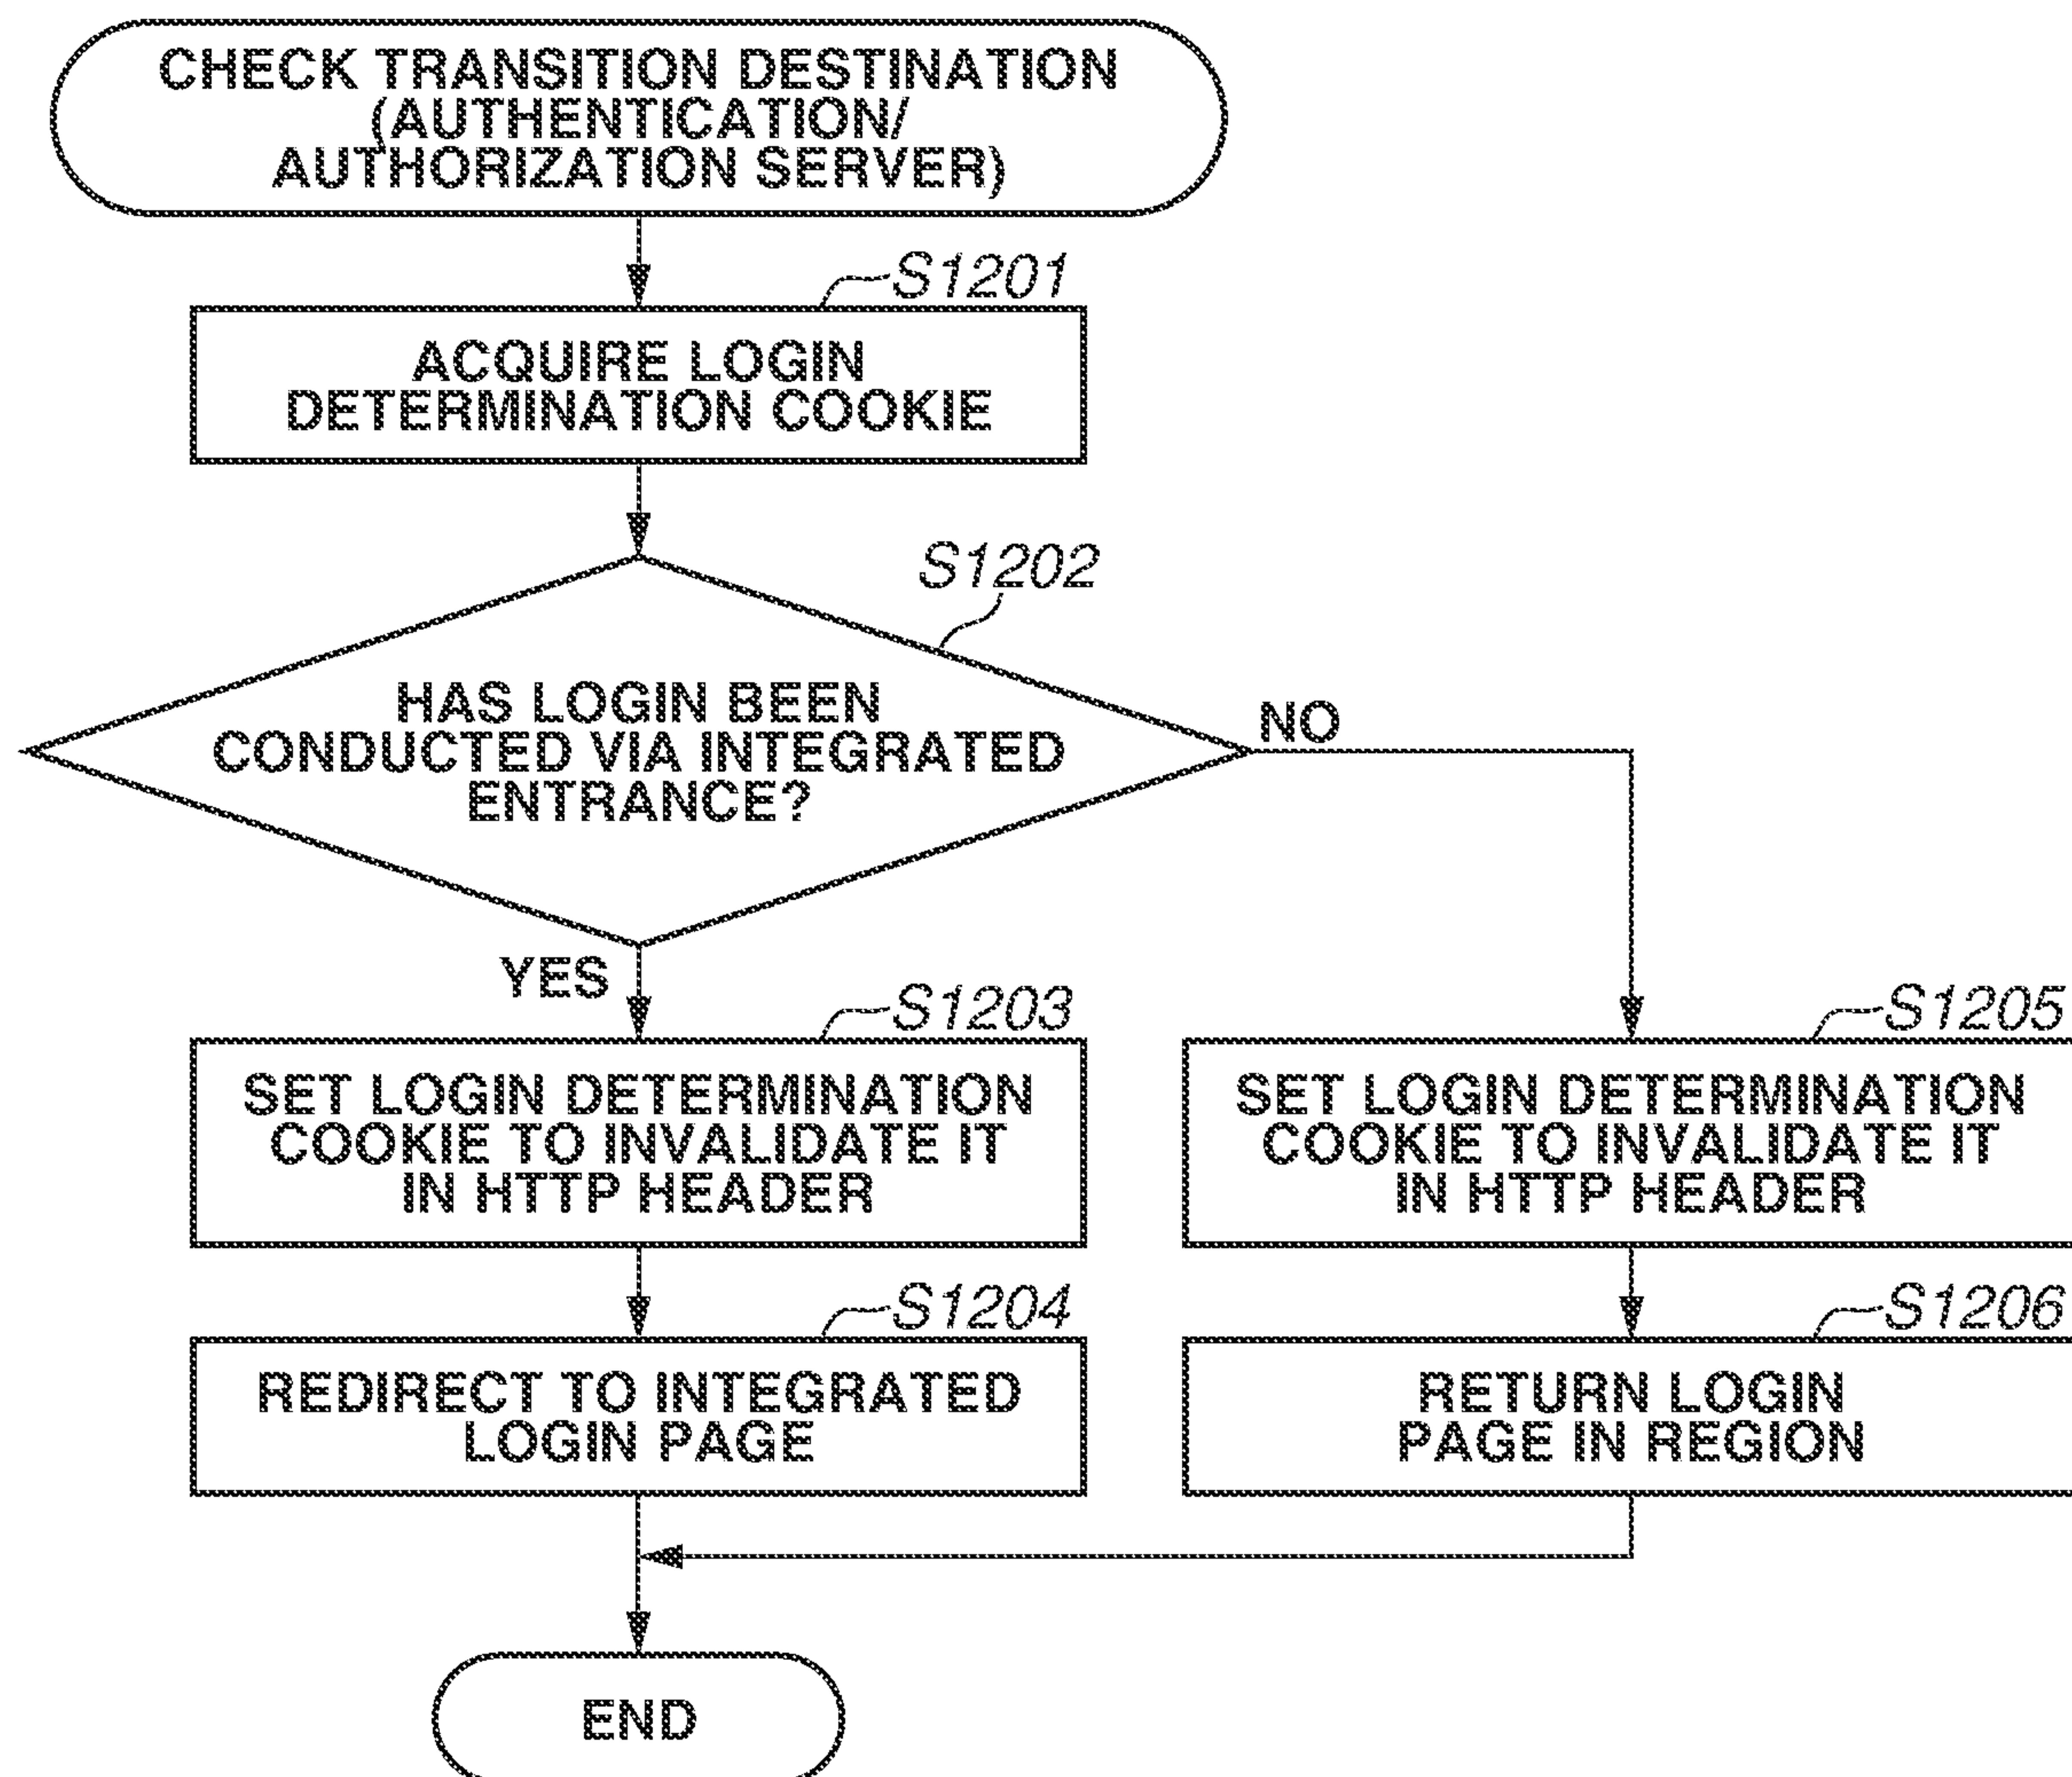 CHECK TRANSITION DESTINATION
(AUTHENTICATION/
AUTHORIZATION SERVER)
S1201
ACQUIRE LOGIN
DETERMINATION COOKIE
S1202
HAS LOGIN BEEN
CONDUCTED VIA INTEGRATED
ENTRANCE?
NO
YES
S1203
SET LOGIN DETERMINATION
COOKIE TO INVALIDATE IT
IN HTTP HEADER
S1205
SET LOGIN DETERMINATION
COOKIE TO INVALIDATE IT
IN HTTP HEADER
S1204
REDIRECT TO INTEGRATED
LOGIN PAGE
S1206
RETURN LOGIN
PAGE IN REGION
END